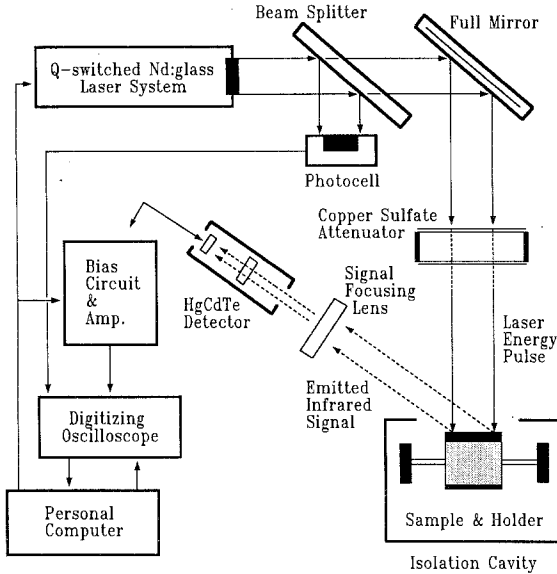 Beam Splitter
Full Mirror
Q-switched Nd:glass
Laser System
Photocell
Copper Sulfate
Attenuator
Bias
Circuit
&
Amp.
HgCdTe
Detector
Signal
Focusing
Lens
Laser
Energy
Pulse
Emitted
Infrared
Signal
Digitizing
Oscilloscope
Personal
Computer
Sample & Holder
Isolation Cavity